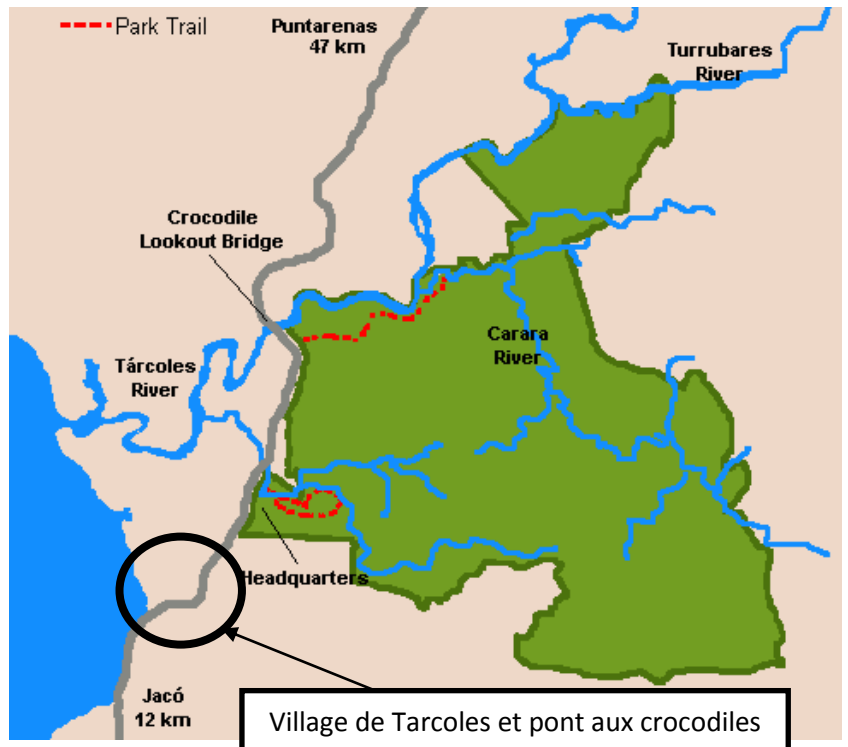 Park Trail
Puntarenas
47 km
Turrubares
River
Crocodile
Lookout Bridge
Carara
River
Tárcoles
River
Headquarters
Jacó
12 km
Village de Tarcoles et pont aux crocodiles